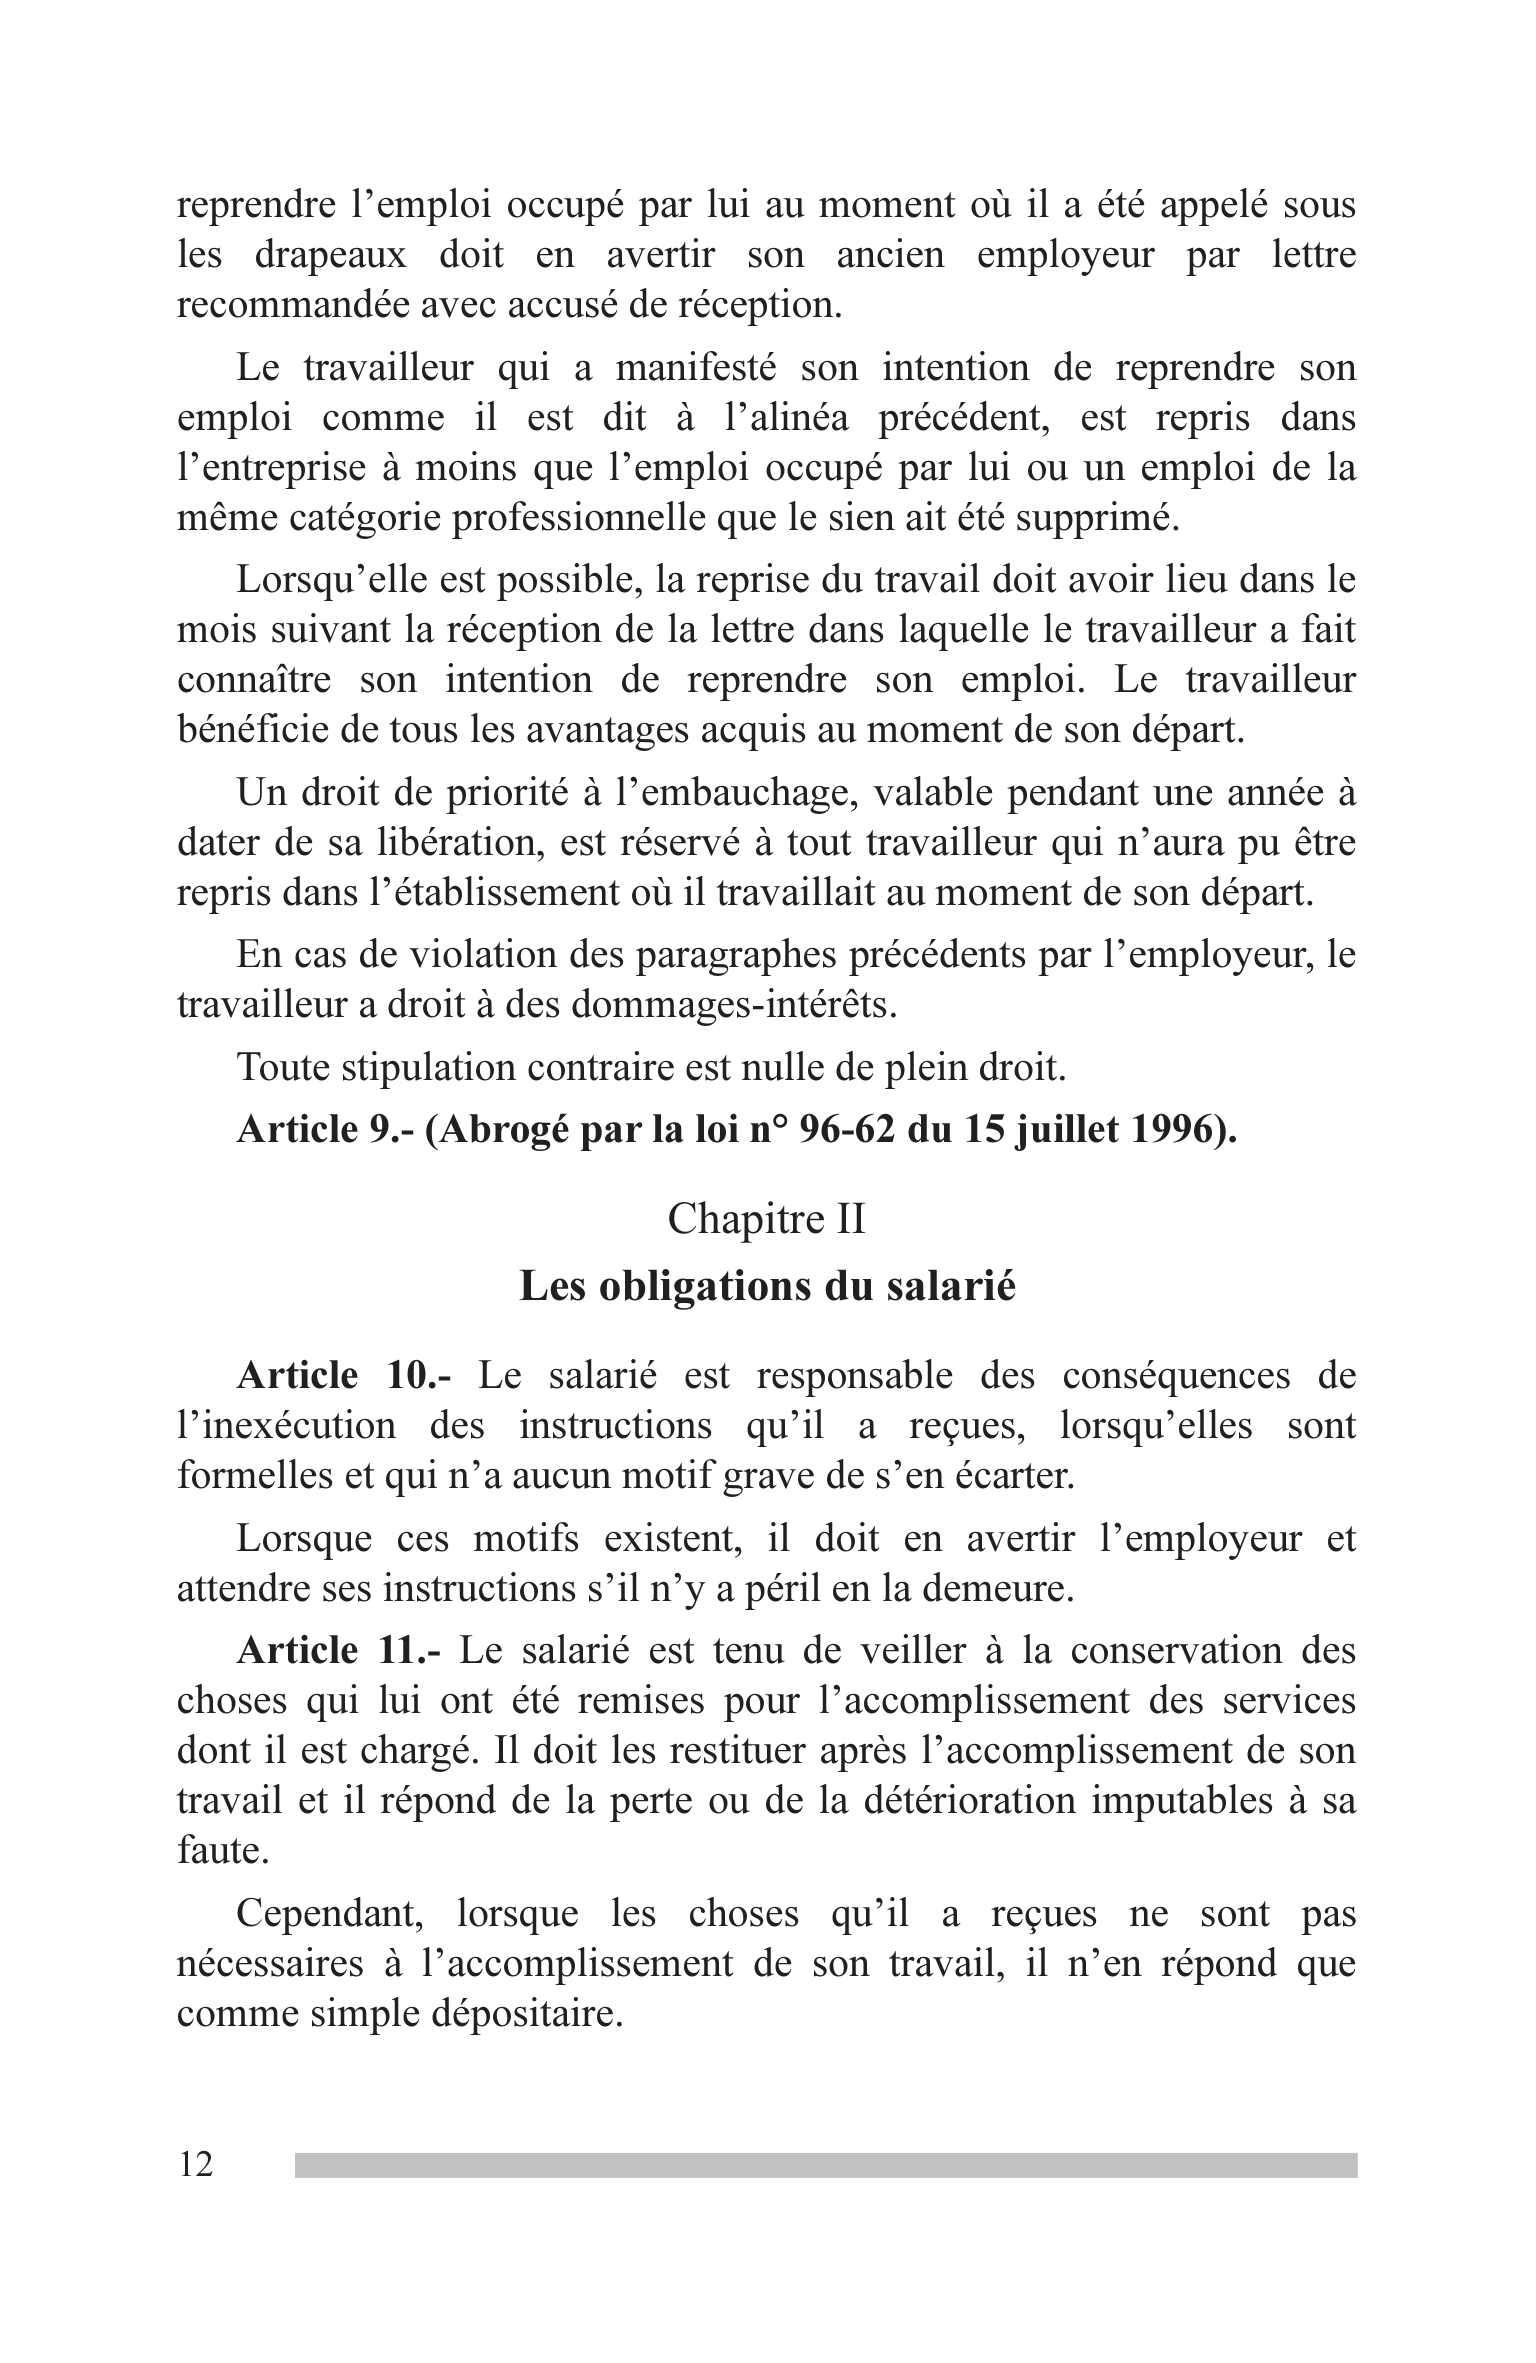 reprendre l’emploi occupé par lui au moment où il a été appelé sous
les drapeaux doit en avertir son ancien employeur par lettre
recommandée avec accusé de réception.
Le travailleur qui a manifesté son intention de reprendre son
emploi comme il est dit à l’alinéa précédent, est repris dans
l’entreprise à moins que l’emploi occupé par lui ou un emploi de la
même catégorie professionnelle que le sien ait été supprimé.
Lorsqu’elle est possible, la reprise du travail doit avoir lieu dans le
mois suivant la réception de la lettre dans laquelle le travailleur a fait
connaître son intention de reprendre son emploi. Le travailleur
bénéficie de tous les avantages acquis au moment de son départ.
Un droit de priorité à l’embauchage, valable pendant une année à
dater de sa libération, est réservé à tout travailleur qui n’aura pu être
repris dans l’établissement où il travaillait au moment de son départ.
En cas de violation des paragraphes précédents par l’employeur, le
travailleur a droit à des dommages-intérêts.
Toute stipulation contraire est nulle de plein droit.
Article 9.- (Abrogé par la loi n° 96-62 du 15 juillet 1996).
Chapitre II
Les obligations du salarié
Article 10.- Le salarié est responsable des conséquences de
l’inexécution des instructions qu’il a reçues, lorsqu’elles sont
formelles et qui n’a aucun motif grave de s’en écarter.
Lorsque ces motifs existent, il doit en avertir l’employeur et
attendre ses instructions s’il n’y a péril en la demeure.
Article 11.- Le salarié est tenu de veiller à la conservation des
choses qui lui ont été remises pour l’accomplissement des services
dont il est chargé. Il doit les restituer après l’accomplissement de son
travail et il répond de la perte ou de la détérioration imputables à sa
faute.
Cependant, lorsque les choses qu’il a reçues ne sont pas
nécessaires à l’accomplissement de son travail, il n’en répond que
comme simple dépositaire.
12